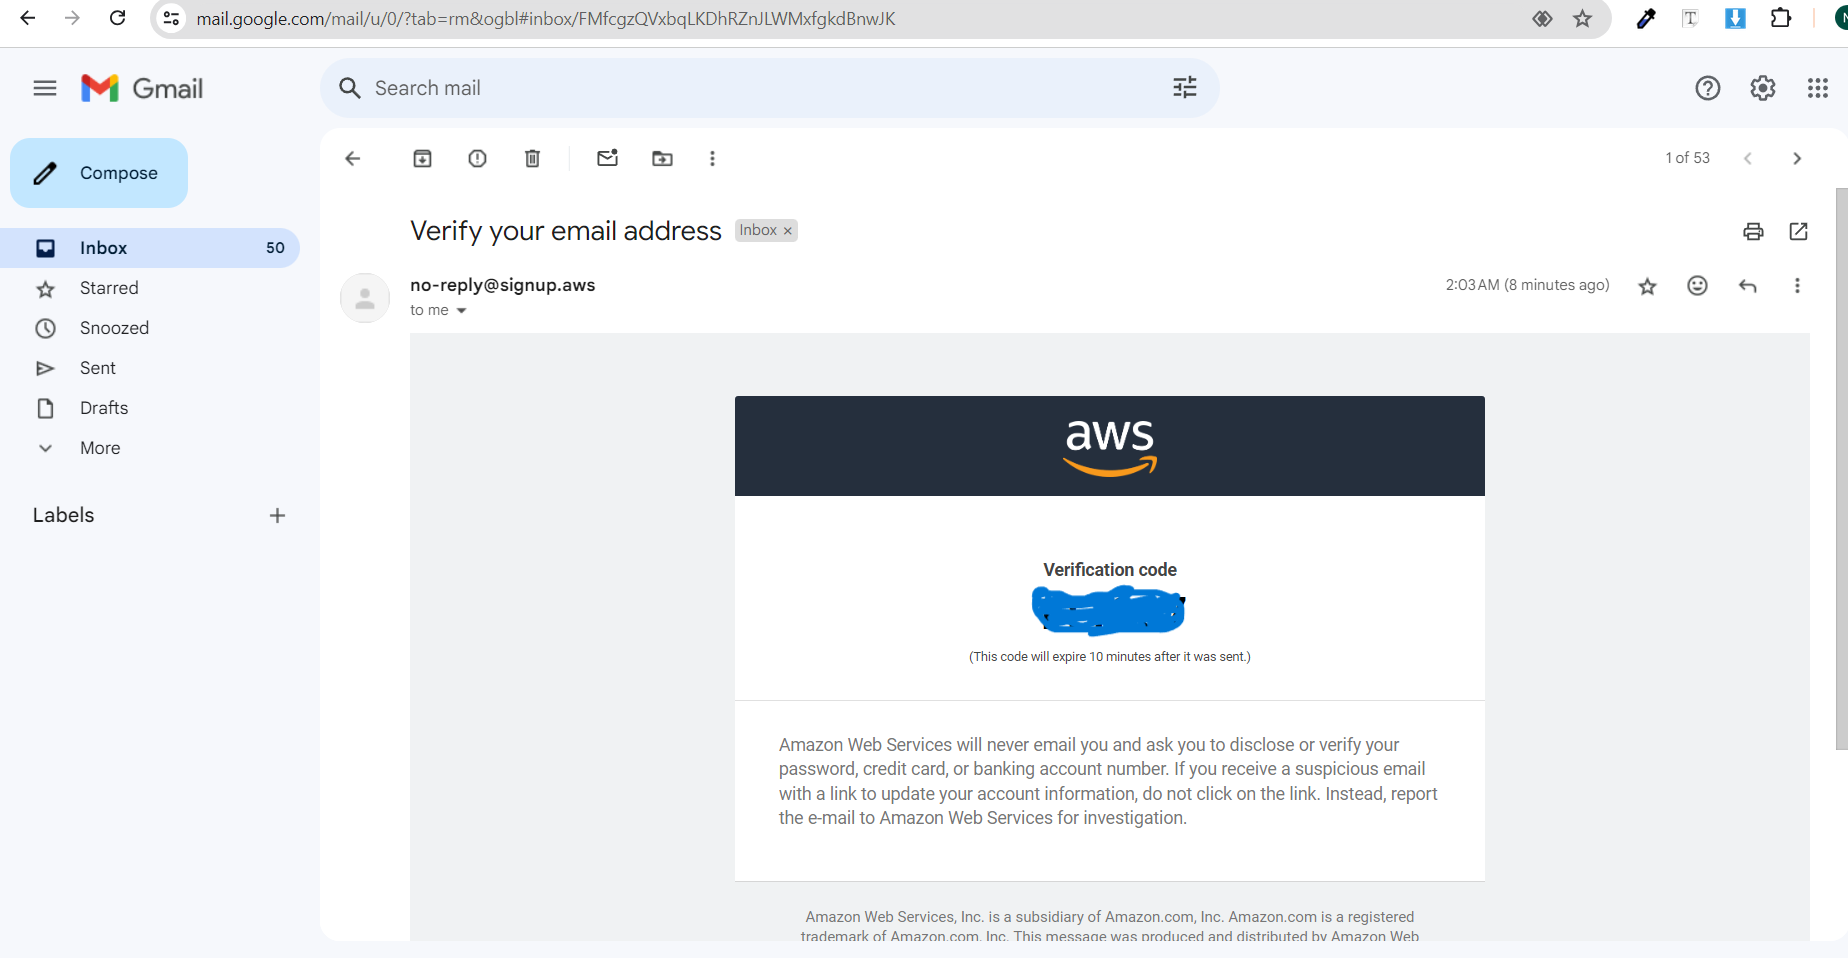 mail.google.com/mail/u/0/?tab=rm&ogbl#inbox/FMfcgzQVxbqLKDhRZnJLWMxfgkdBnwJK
Gmail
Search mail
Compose
1 of 53
Verify your email address
Inbox ×
Inbox 50
no-reply@signup.aws
2:03 AM (8 minutes ago)
Starred
to me
Snoozed
Sent
Drafts
More
Labels
aws
Verification code
(This code will expire 10 minutes after it was sent.)
Amazon Web Services will never email you and ask you to disclose or verify your
password, credit card, or banking account number. If you receive a suspicious email
with a link to update your account information, do not click on the link. Instead, report
the e-mail to Amazon Web Services for investigation.
Amazon Web Services, Inc. is a subsidiary of Amazon.com, Inc. Amazon.com is a registered
trademark of Amazon.com, Inc. This message was produced and distributed by Amazon Web